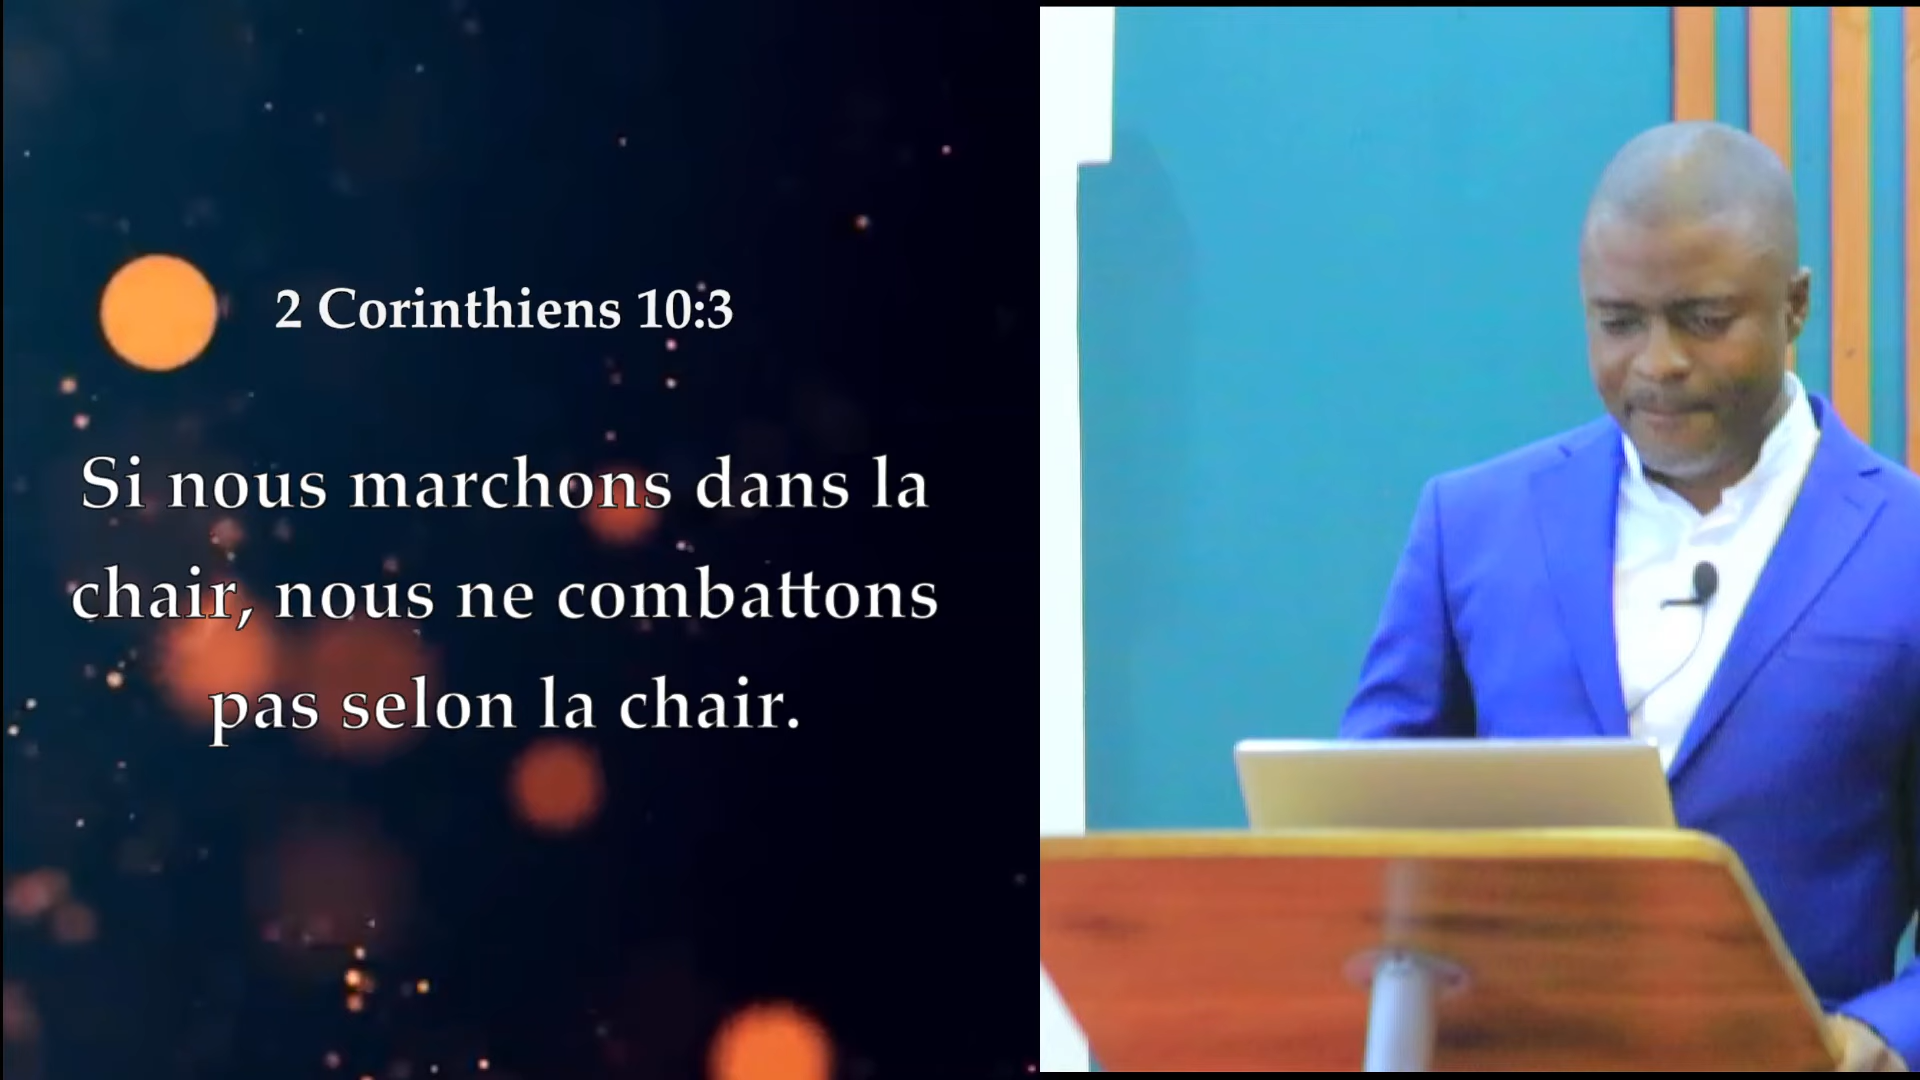 2 Corinthiens 10:3
Si nous marchons dans la
chair, nous ne combattons
pas selon la chair.